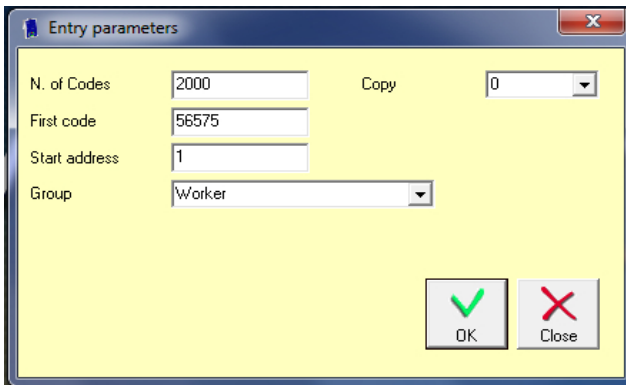 Entry parameters
N. of Codes 2000 Copy 0
First code 56575
Start address 1
Group Worker
OK Close